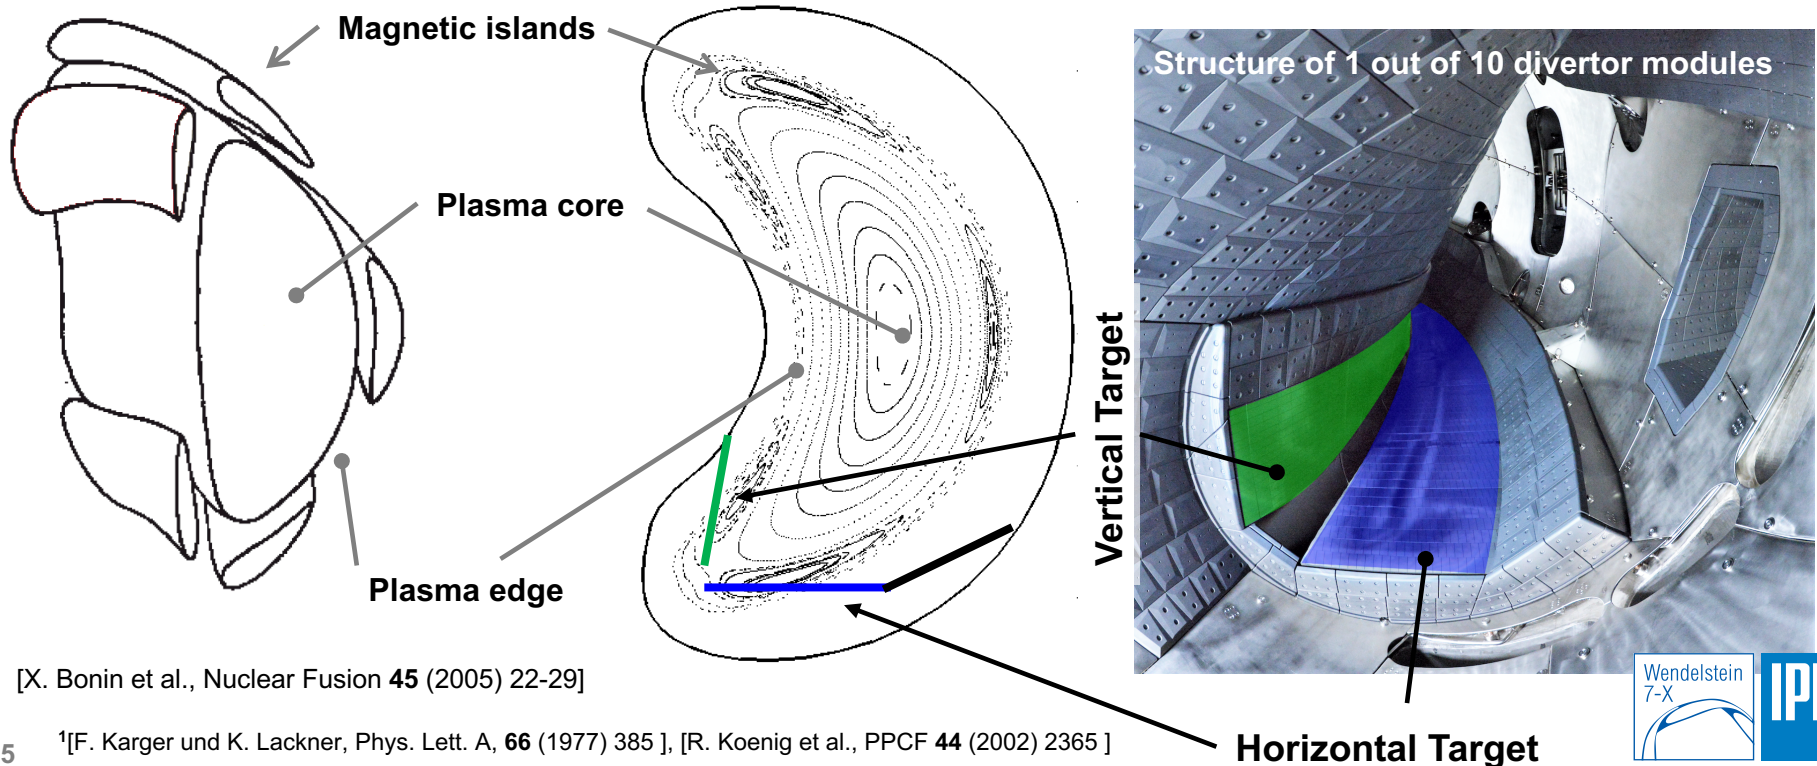 Magnetic islands
Structure of 1 out of 10 divertor modules
Plasma core
Vertical Target
Plasma edge
[X. Bonin et al., Nuclear Fusion 45 (2005) 22-29]
Wendelstein
7-X
IPP
5
¹[F. Karger und K. Lackner, Phys. Lett. A, 66 (1977) 385 ], [R. Koenig et al., PPCF 44 (2002) 2365 ]
Horizontal Target